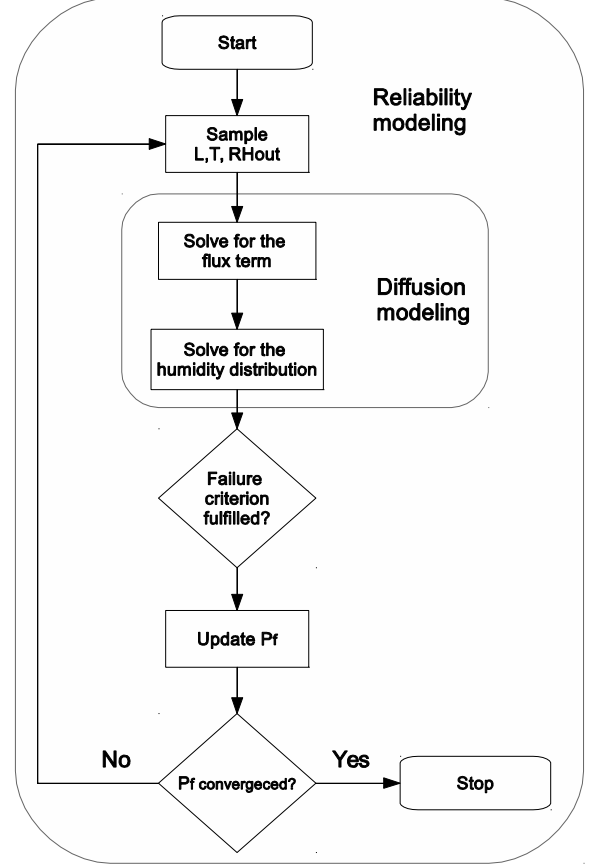 Start
Reliability
modeling
Sample
L,T, RHout
Solve for the
flux term
Diffusion
modeling
Solve for the
humidity distribution
Failure
criterion
fulfilled?
Update Pf
No
Yes
Pf convergeced?
Stop